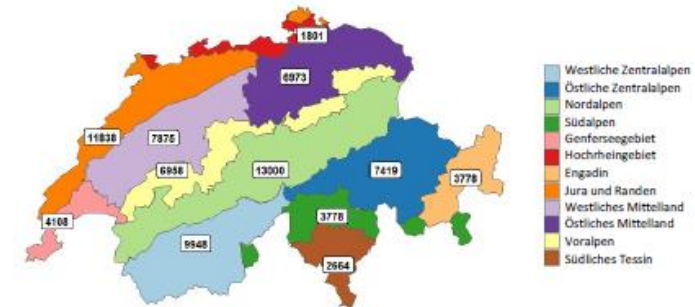 1801
6973
11838
7875
6958
13000
7419
3778
4108
3778
9948
2664
Westliche Zentralalpen
Östliche Zentralalpen
Nordalpen
Südalpen
Genferseegebiet
Hochrheingebiet
Engadin
Jura und Randen
Westliches Mittelland
Östliches Mittelland
Voralpen
Südliches Tessin